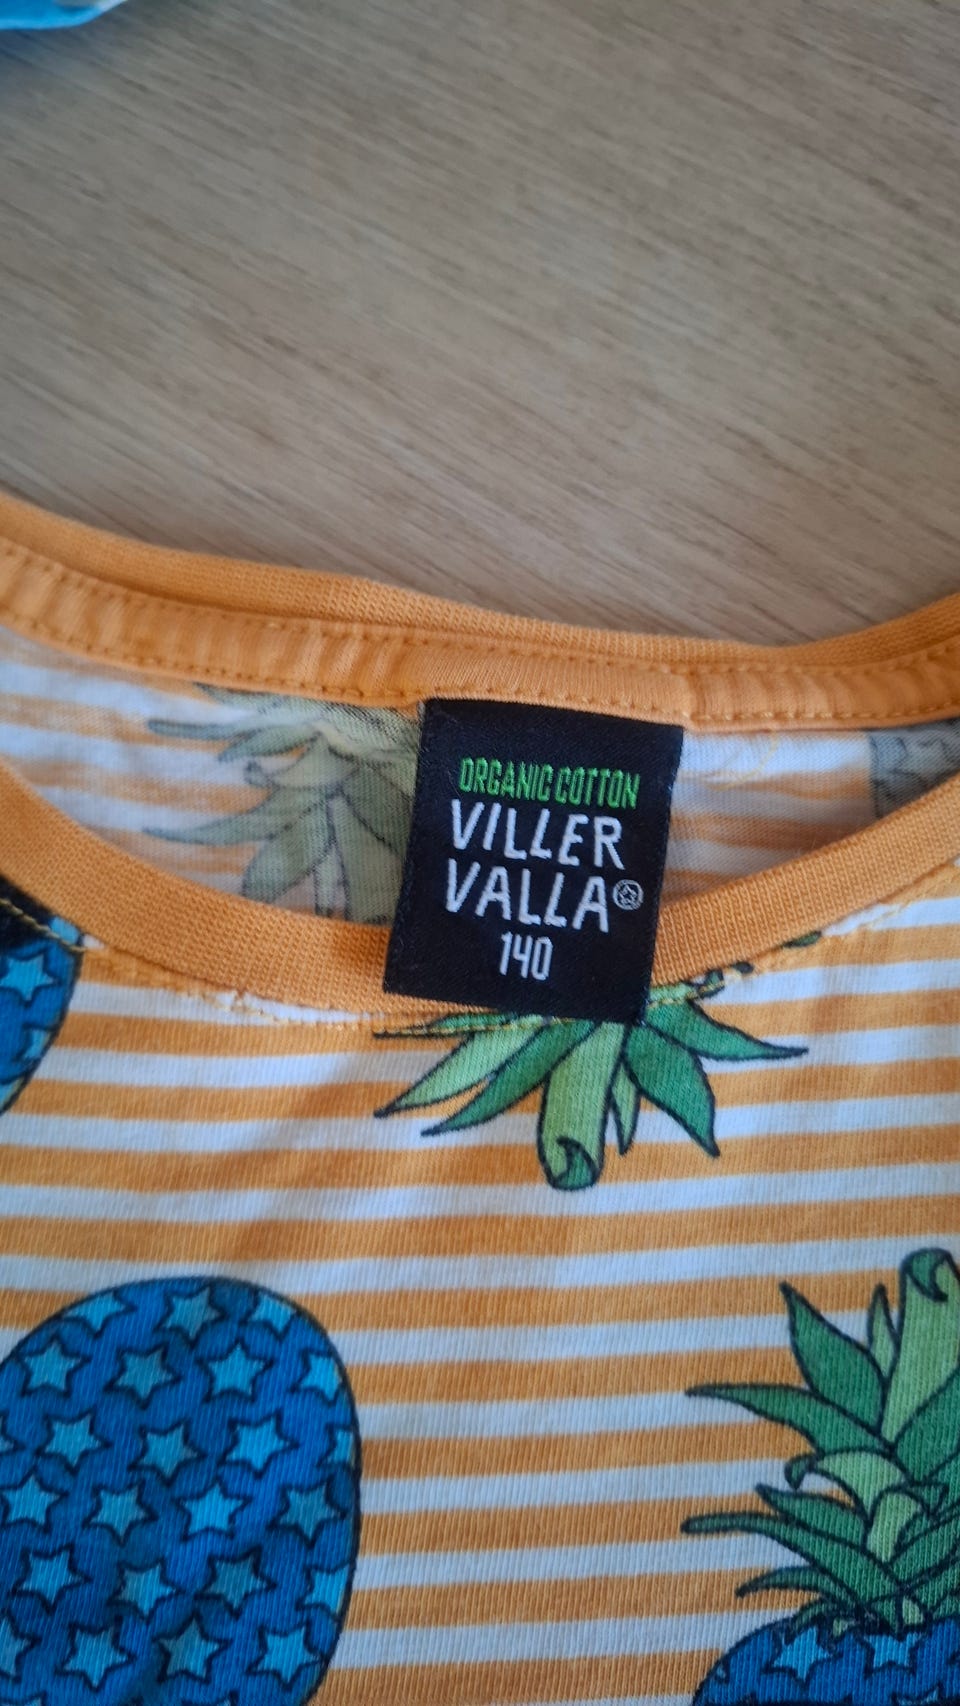 ORGANIC COTTON
VILLER
VALLA
140